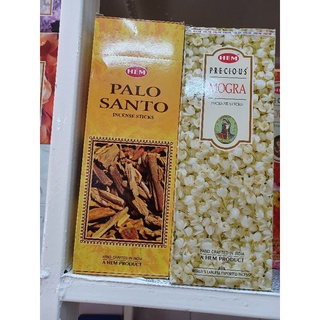 HEM
PALO
SANTO
INCENSE STICKS
HAND CRAFTED IN INDIA
A HEM PRODUCT
HEM
PRECIOUS
MOGRA
HAND CRAFTED IN INDIA
A HEM PRODUCT